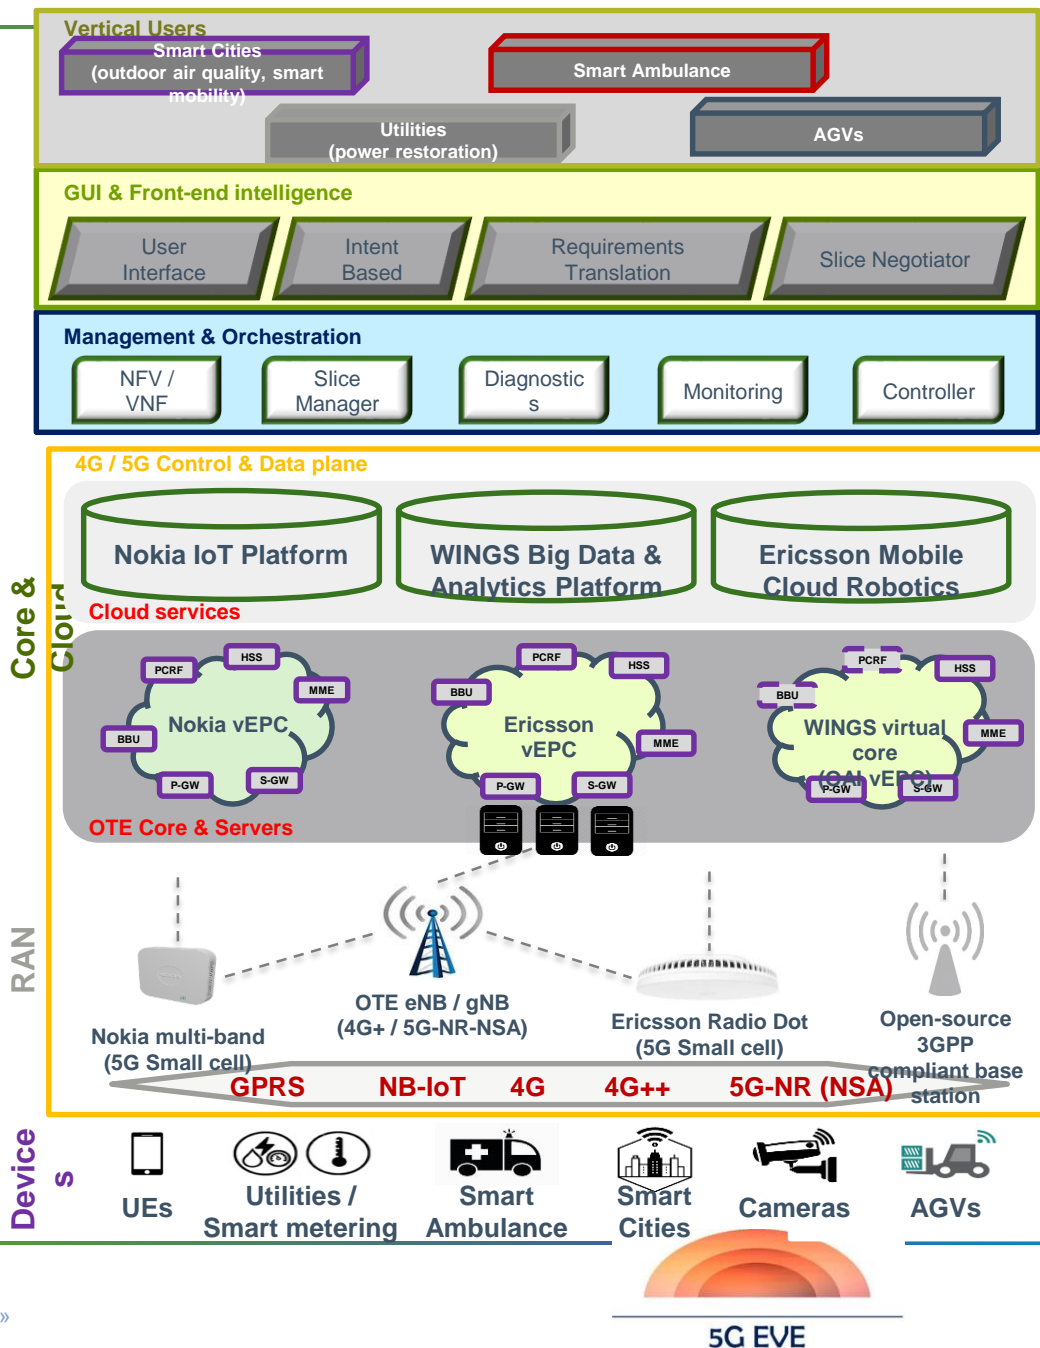 Vertical Users
Smart Cities
(outdoor air quality, smart
mobility)
Smart Ambulance
Utilities
(power restoration)
AGVs
GUI & Front-end intelligence
User
Interface
Intent
Based
Requirements
Translation
Slice Negotiator
Management & Orchestration
NFV /
VNF
Slice
Manager
Diagnostic
s
Monitoring
Controller
4G / 5G Control & Data plane
Core &
Cloud
Nokia IoT Platform
WINGS Big Data &
Analytics Platform
Ericsson Mobile
Cloud Robotics
Cloud services
PCRF
HSS
MME
BBU
Nokia vEPC
P-GW
S-GW
PCRF
HSS
BBU
Ericsson
vEPC
MME
P-GW
S-GW
PCRF
HSS
BBU
WINGS virtual
core
(OAI vEPC)
MME
P-GW
S-GW
OTE Core & Servers
RAN
Nokia multi-band
(5G Small cell)
OTE eNB / gNB
(4G+ / 5G-NR-NSA)
Ericsson Radio Dot
(5G Small cell)
Open-source
3GPP
compliant base
station
GPRS
NB-IoT
4G
4G++
5G-NR (NSA)
Device
s
UEs
Utilities /
Smart metering
Smart
Ambulance
Smart
Cities
Cameras
AGVs
»
5G EVE